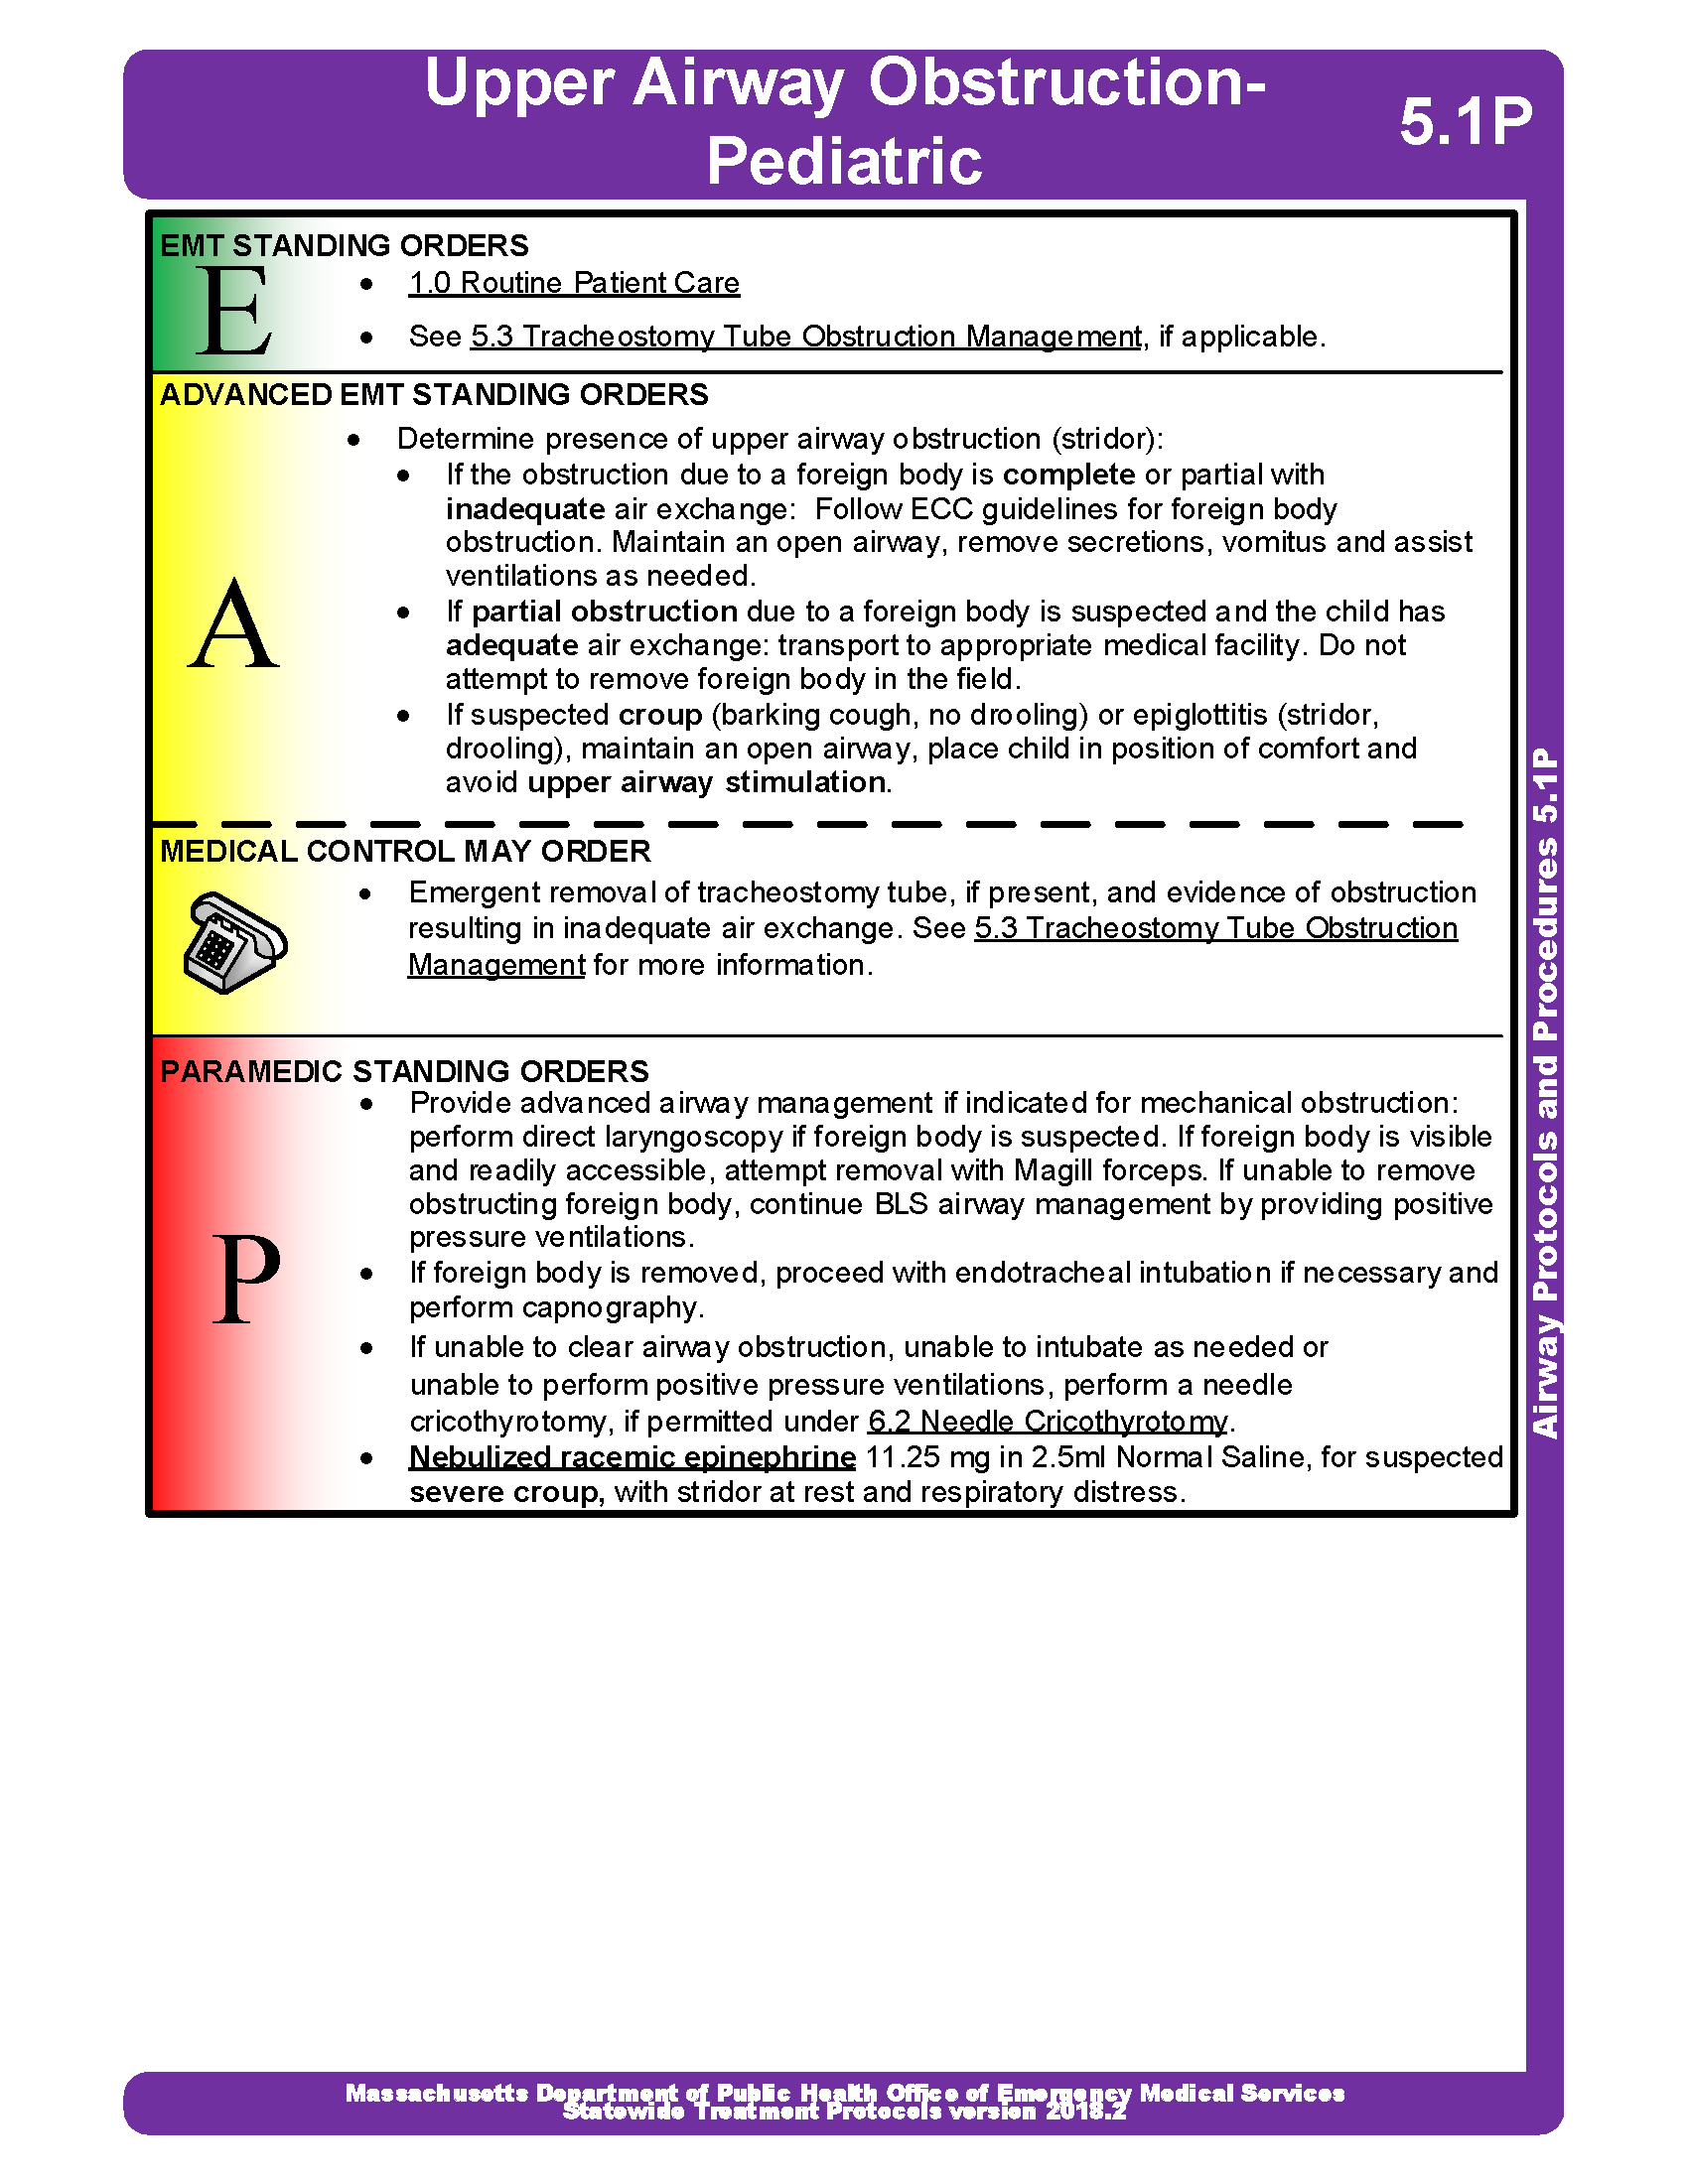 Upper Airway Obstruction-
Pediatric
5.1P
EMT STANDING ORDERS
E
• 1.0 Routine Patient Care
• See 5.3 Tracheostomy Tube Obstruction Management, if applicable.
ADVANCED EMT STANDING ORDERS
A
• Determine presence of upper airway obstruction (stridor):
• If the obstruction due to a foreign body is complete or partial with
inadequate air exchange:  Follow ECC guidelines for foreign body
obstruction. Maintain an open airway, remove secretions, vomitus and assist
ventilations as needed.
• If partial obstruction due to a foreign body is suspected and the child has
adequate air exchange: transport to appropriate medical facility. Do not
attempt to remove foreign body in the field.
• If suspected croup (barking cough, no drooling) or epiglottitis (stridor,
drooling), maintain an open airway, place child in position of comfort and
avoid upper airway stimulation.
MEDICAL CONTROL MAY ORDER
• Emergent removal of tracheostomy tube, if present, and evidence of obstruction
resulting in inadequate air exchange. See 5.3 Tracheostomy Tube Obstruction
Management for more information.
PARAMEDIC STANDING ORDERS
P
• Provide advanced airway management if indicated for mechanical obstruction:
perform direct laryngoscopy if foreign body is suspected. If foreign body is visible
and readily accessible, attempt removal with Magill forceps. If unable to remove
obstructing foreign body, continue BLS airway management by providing positive
pressure ventilations.
• If foreign body is removed, proceed with endotracheal intubation if necessary and
perform capnography.
• If unable to clear airway obstruction, unable to intubate as needed or
unable to perform positive pressure ventilations, perform a needle
cricothyrotomy, if permitted under 6.2 Needle Cricothyrotomy.
• Nebulized racemic epinephrine 11.25 mg in 2.5ml Normal Saline, for suspected
severe croup, with stridor at rest and respiratory distress.
Airway Protocols and Procedures 5.1P
Massachusetts Department of Public Health Office of Emergency Medical Services
Statewide Treatment Protocols version 2018.2